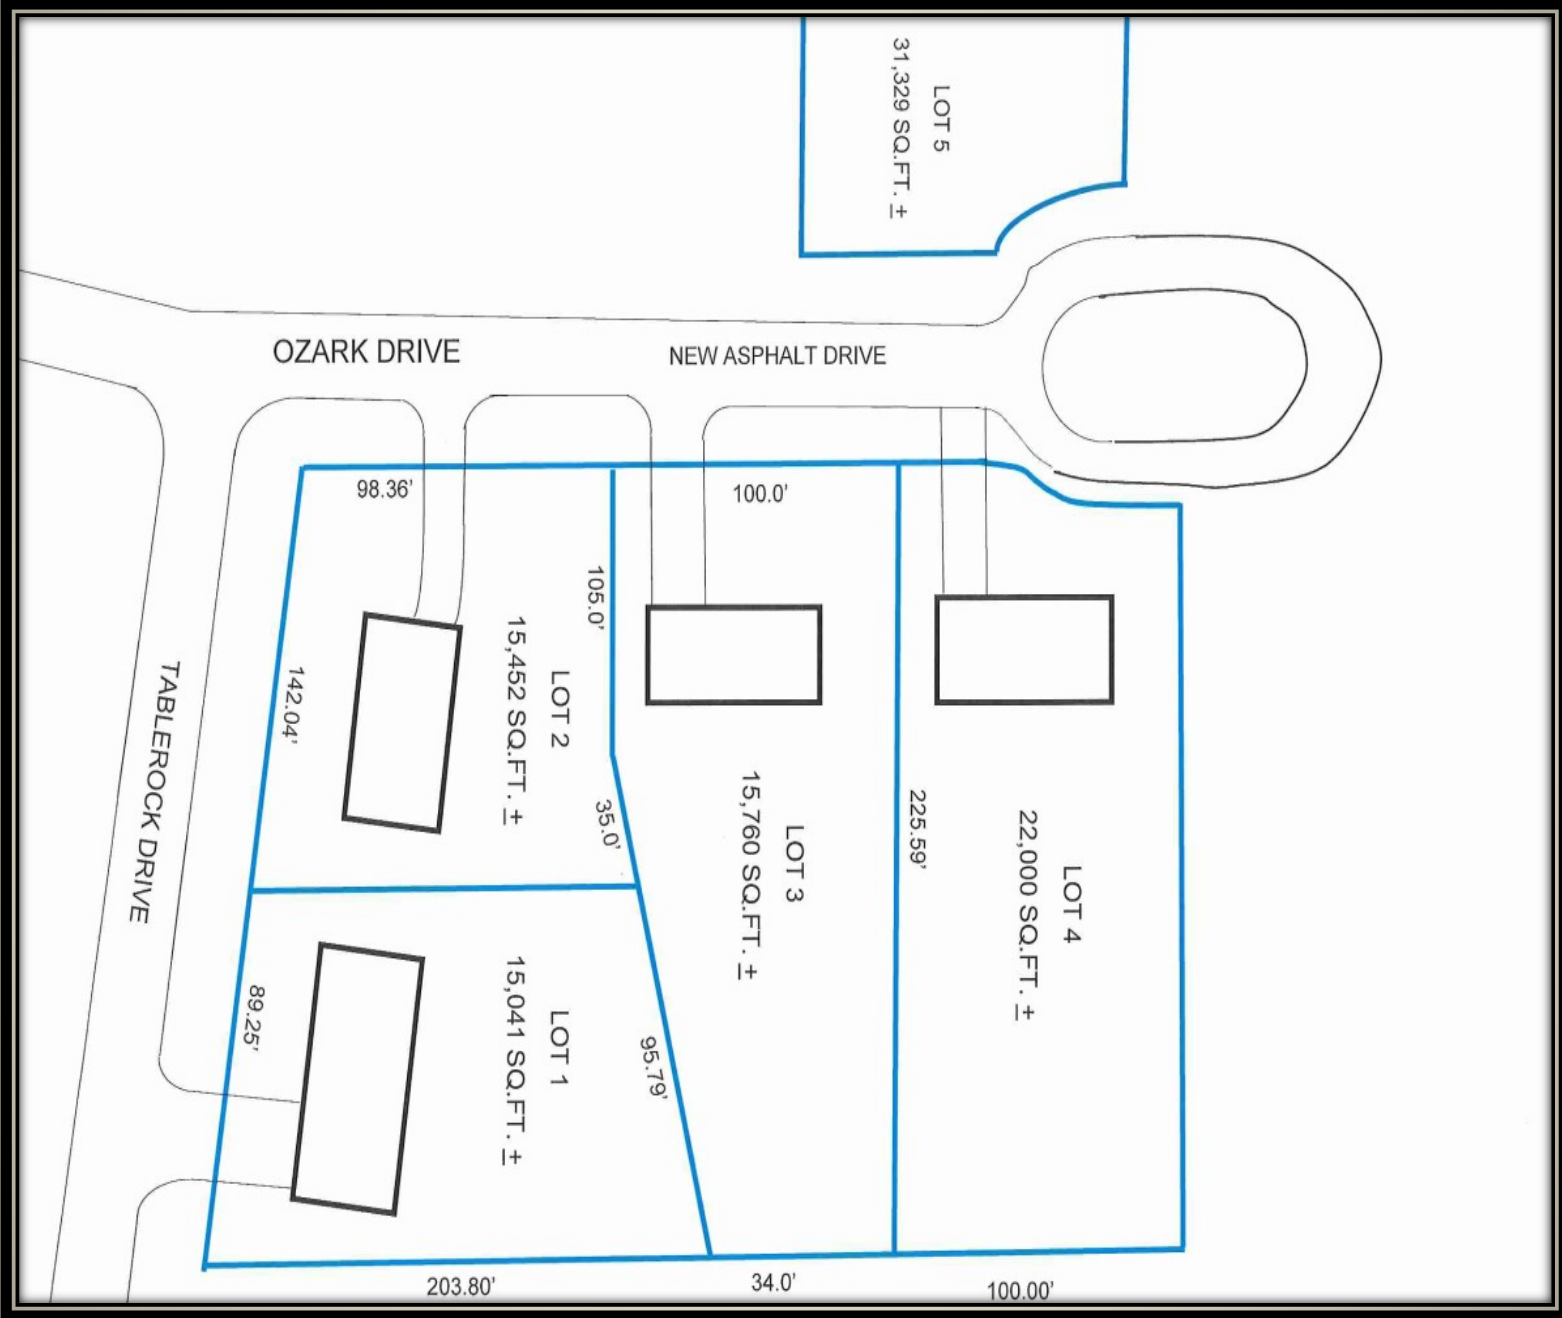 LOT 5
31,329 SQ.FT. ±
OZARK DRIVE
NEW ASPHALT DRIVE
98.36'
100.0'
105.0'
142.04'
LOT 2
15,452 SQ.FT. ±
35.0'
TABLEROCK DRIVE
LOT 3
15,760 SQ.FT. ±
225.59'
LOT 4
22,000 SQ.FT. ±
89.25'
LOT 1
15,041 SQ.FT. ±
95.79'
203.80'
34.0'
100.00'